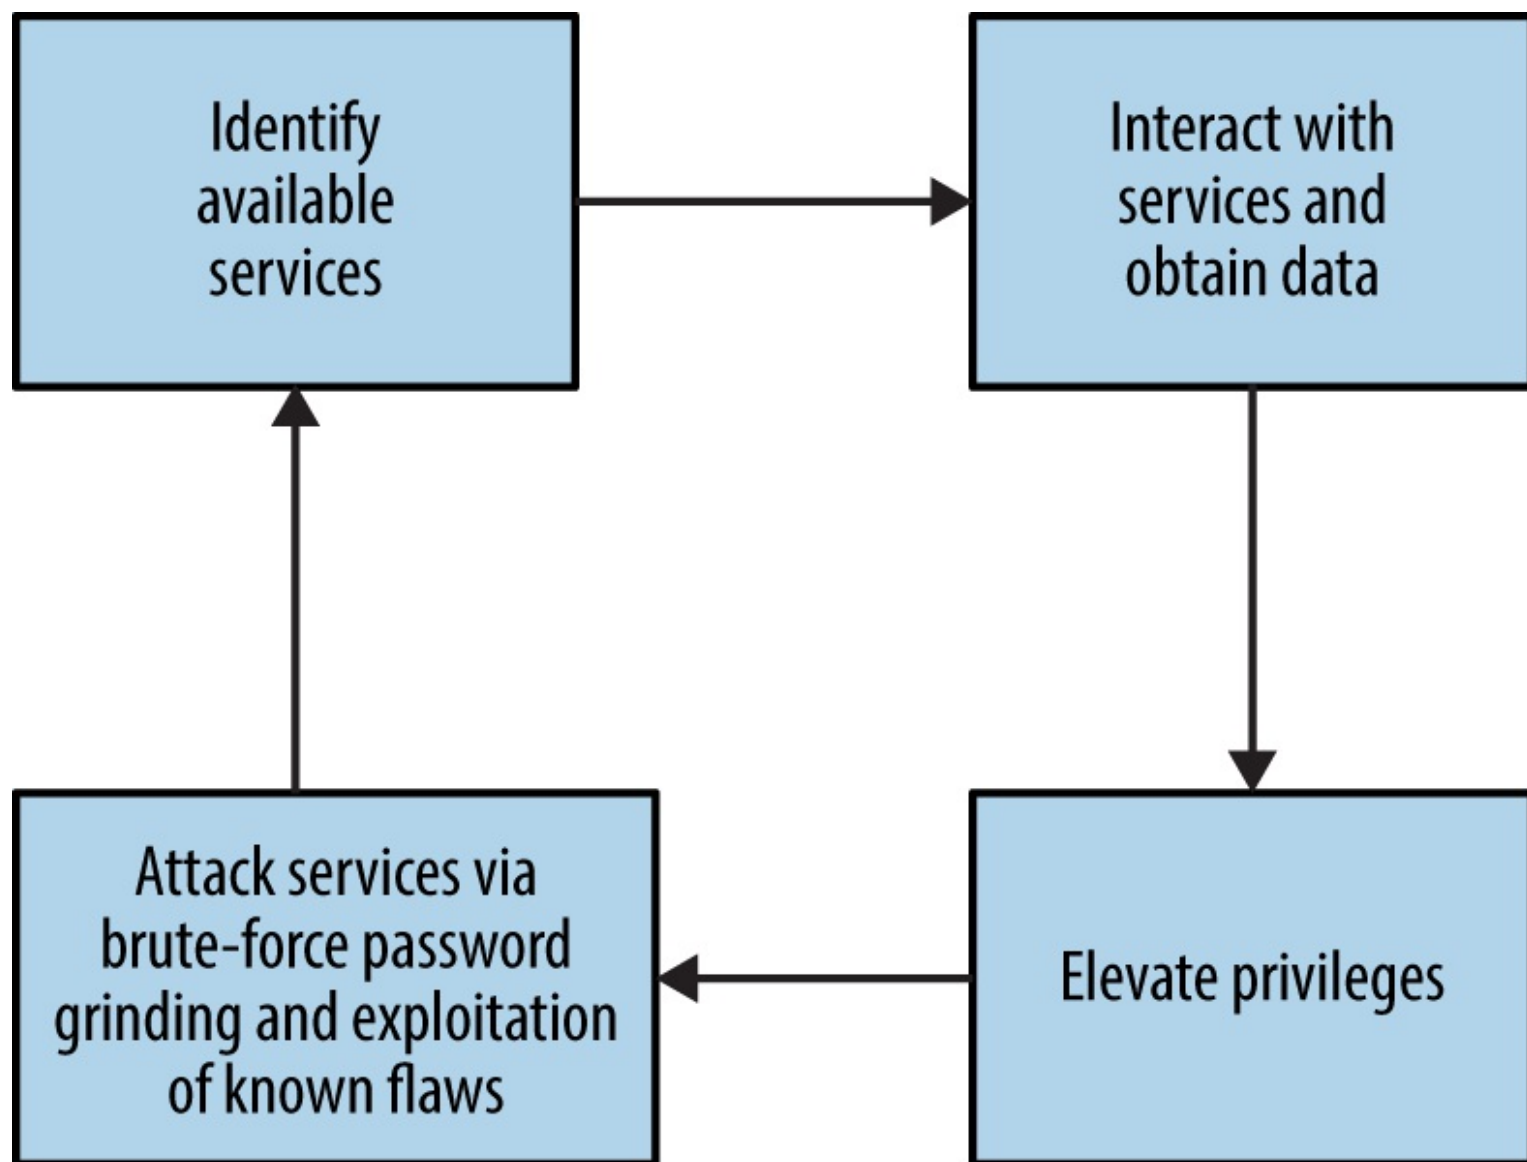 Identify
available
services
Interact with
services and
obtain data
Attack services via
brute-force password
grinding and exploitation
of known flaws
Elevate privileges